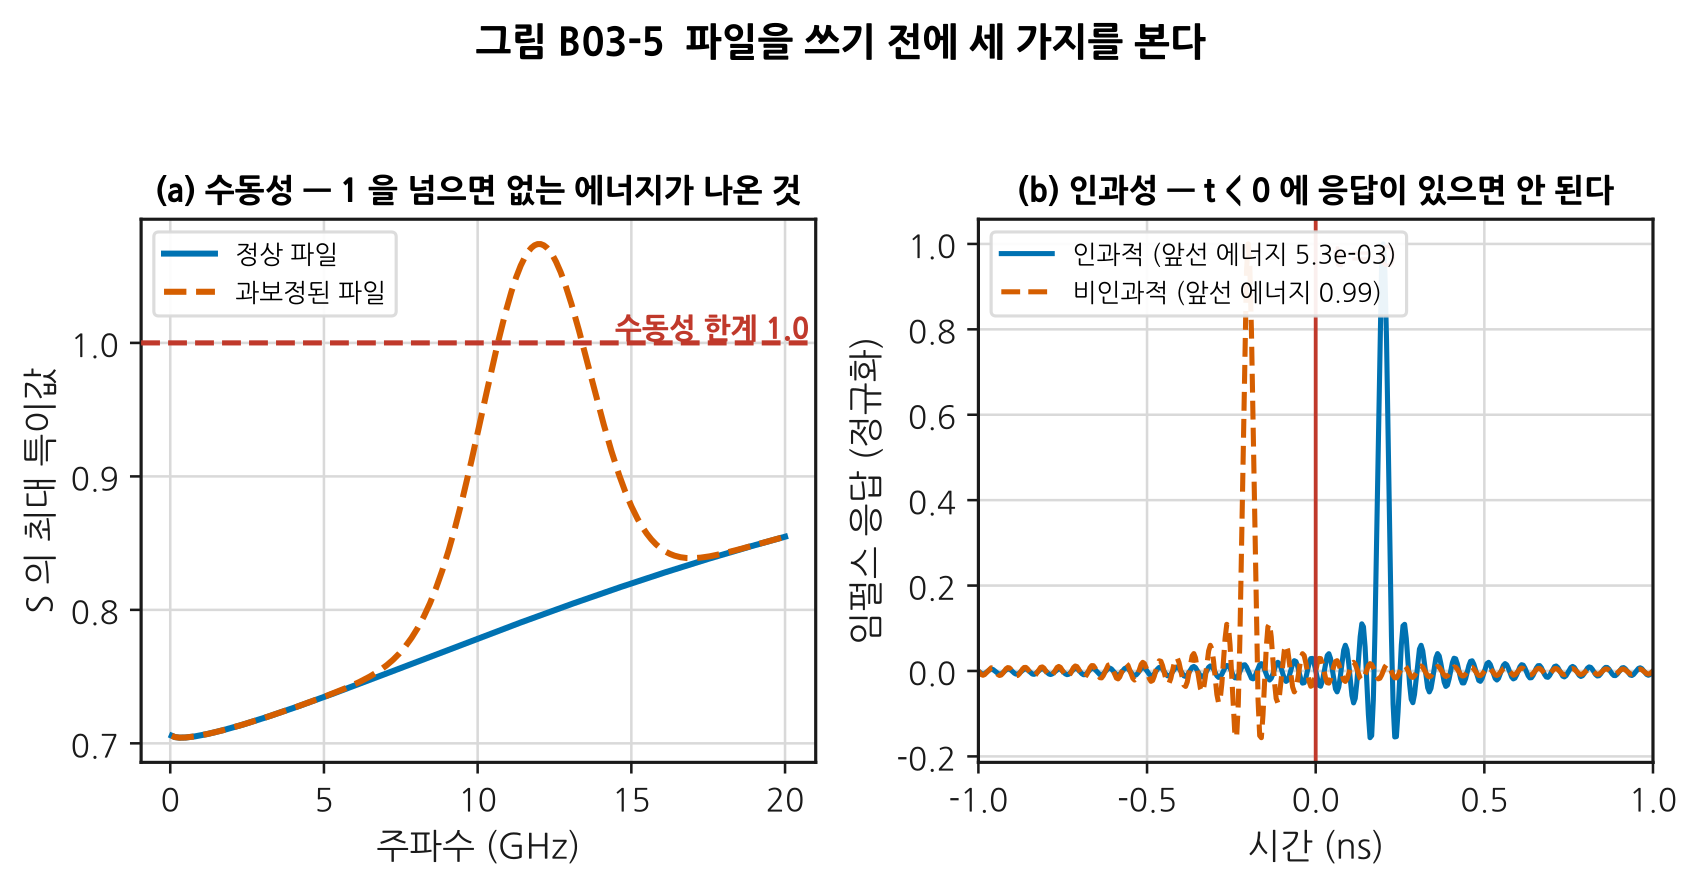 그림 B03-5  파일을 쓰기 전에 세 가지를 본다
(a) 수동성 — 1 을 넘으면 없는 에너지가 나온 것
정상 파일
과보정된 파일
수동성 한계 1.0
1.0
0.9
0.8
0.7
S 의 최대 특이값
0 5 10 15 20
주파수 (GHz)
(b) 인과성 — t < 0 에 응답이 있으면 안 된다
인과적 (앞선 에너지 5.3e-03)
비인과적 (앞선 에너지 0.99)
1.0
0.8
0.6
0.4
0.2
0.0
-0.2
임펄스 응답 (정규화)
-1.0 -0.5 0.0 0.5 1.0
시간 (ns)